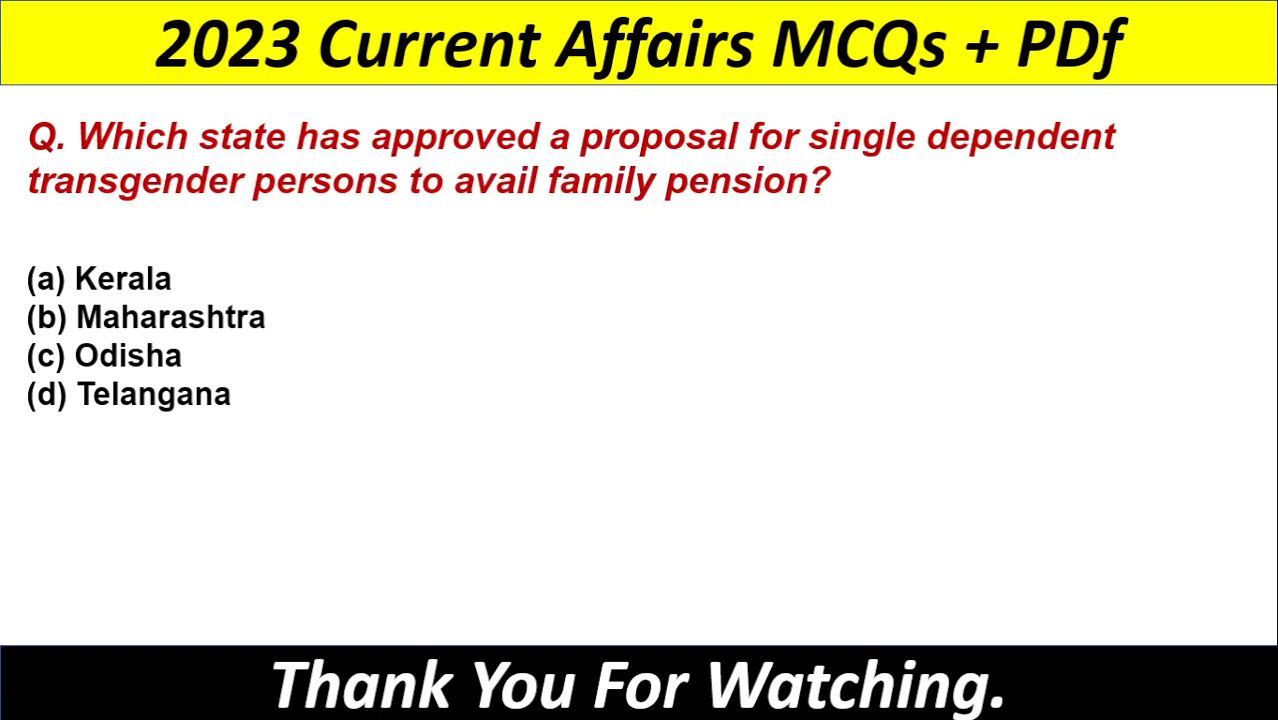 2023 Current Affairs MCQs + PDf
Q. Which state has approved a proposal for single dependent
transgender persons to avail family pension?
(a) Kerala
(b) Maharashtra
(c) Odisha
(d) Telangana
Thank You For Watching.